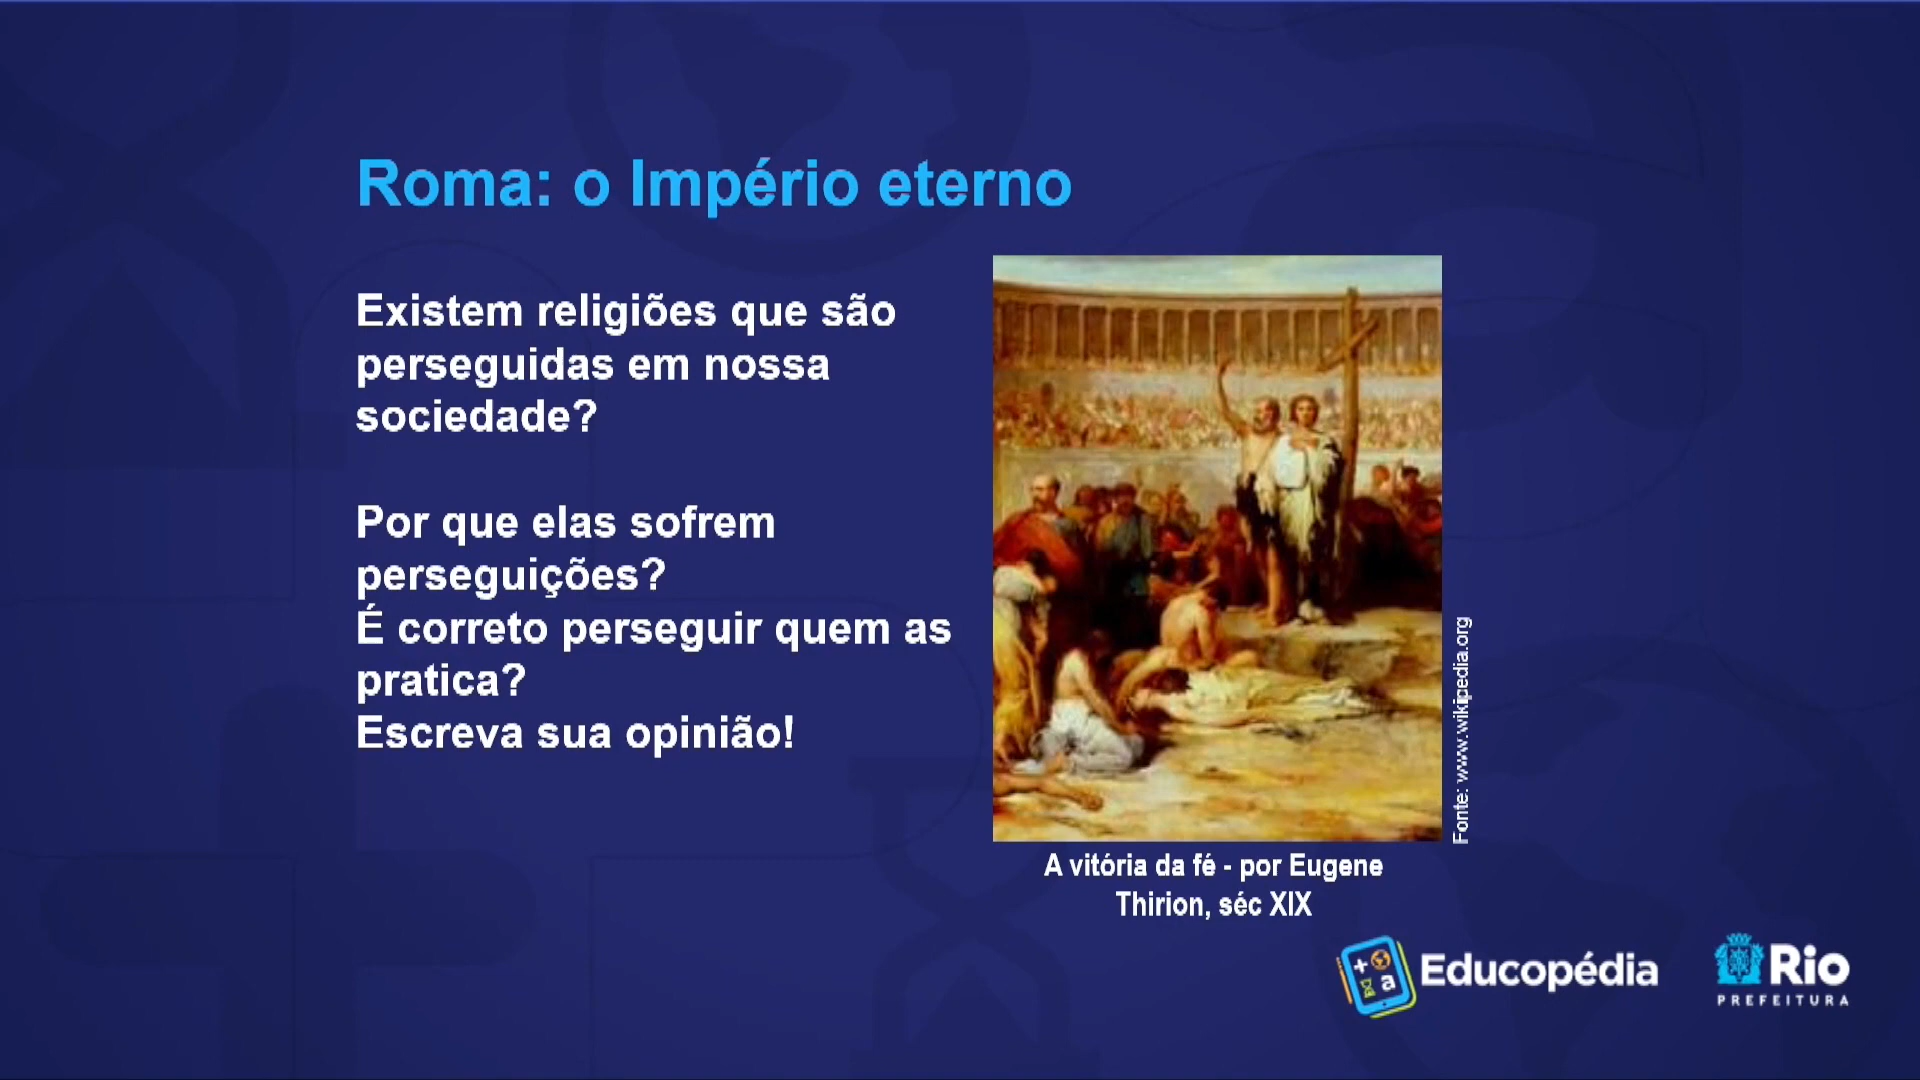 Roma: o Império eterno
Existem religiões que são
perseguidas em nossa
sociedade?
Por que elas sofrem
perseguições?
É correto perseguir quem as
pratica?
Escreva sua opinião!
Fonte: www.wikipedia.org
A vitória da fé - por Eugene
Thirion, séc XIX
+
a
Educopédia
Rio
PREFEITURA